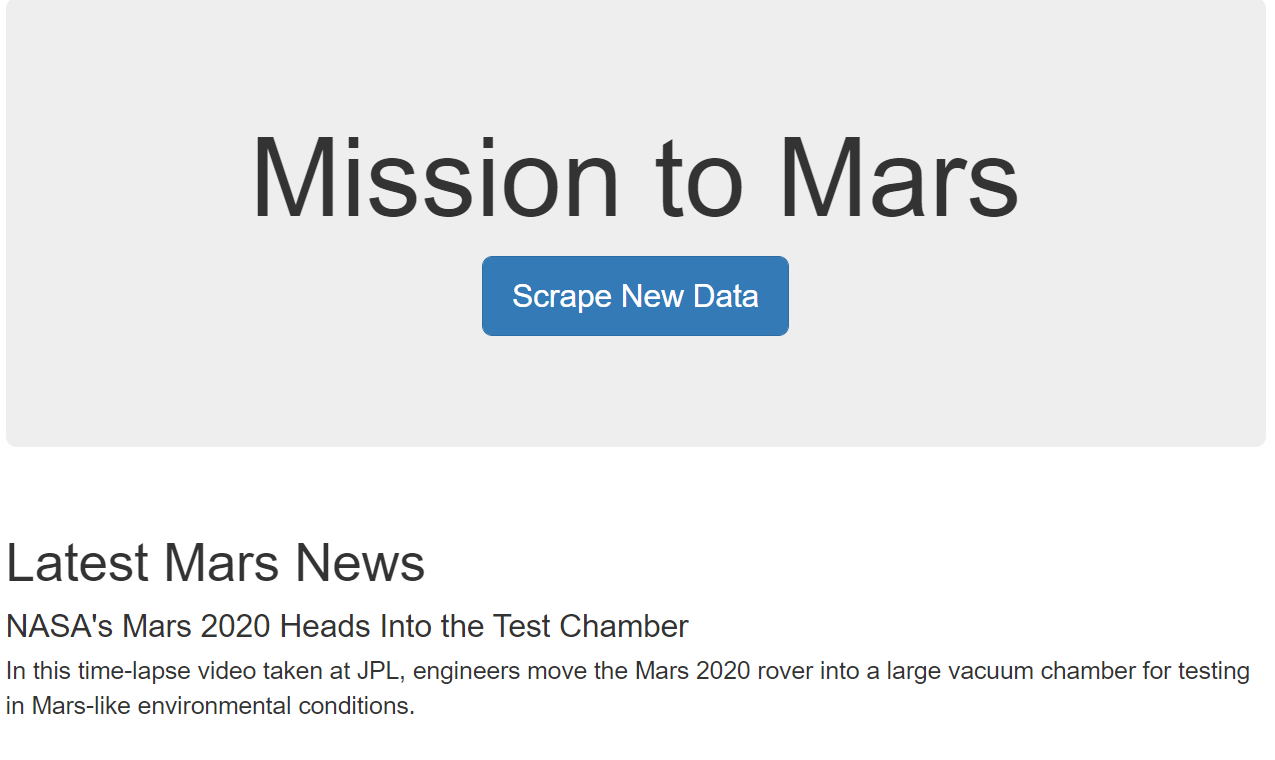 Mission to Mars
Scrape New Data
Latest Mars News
NASA's Mars 2020 Heads Into the Test Chamber
In this time-lapse video taken at JPL, engineers move the Mars 2020 rover into a large vacuum chamber for testing
in Mars-like environmental conditions.